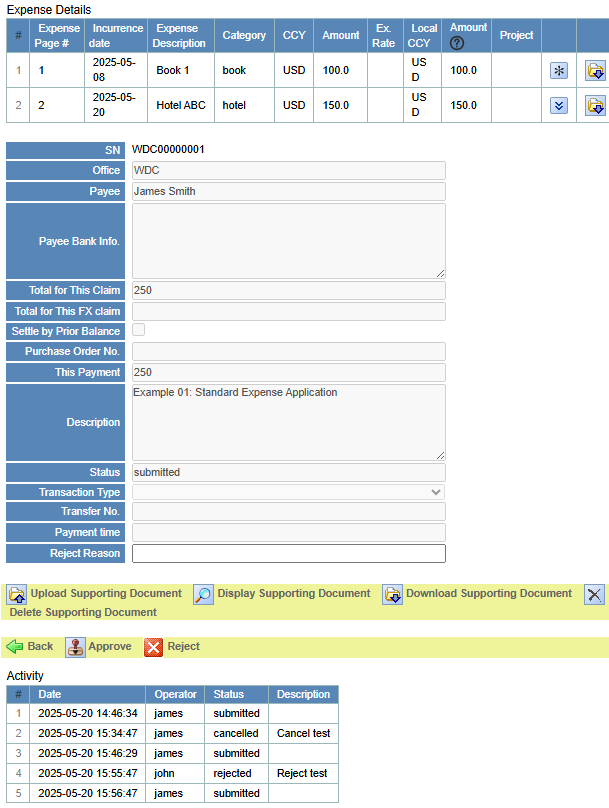 Expense Details
# Expense Page # Incurrence date Expense Description Category CCY Amount Ex. Rate Local CCY Amount ? Project
1 1 2025-05-08 Book 1 book USD 100.0 USD 100.0
2 2 2025-05-20 Hotel ABC hotel USD 150.0 USD 150.0
SN WDC00000001
Office WDC
Payee James Smith
Payee Bank Info.
Total for This Claim 250
Total for This FX claim
Settle by Prior Balance
Purchase Order No.
This Payment 250
Description Example 01: Standard Expense Application
Status submitted
Transaction Type
Transfer No.
Payment time
Reject Reason
Upload Supporting Document Display Supporting Document Download Supporting Document
Delete Supporting Document
Back Approve Reject
Activity
# Date Operator Status Description
1 2025-05-20 14:46:34 james submitted
2 2025-05-20 15:34:47 james cancelled Cancel test
3 2025-05-20 15:46:29 james submitted
4 2025-05-20 15:55:47 john rejected Reject test
5 2025-05-20 15:56:47 james submitted